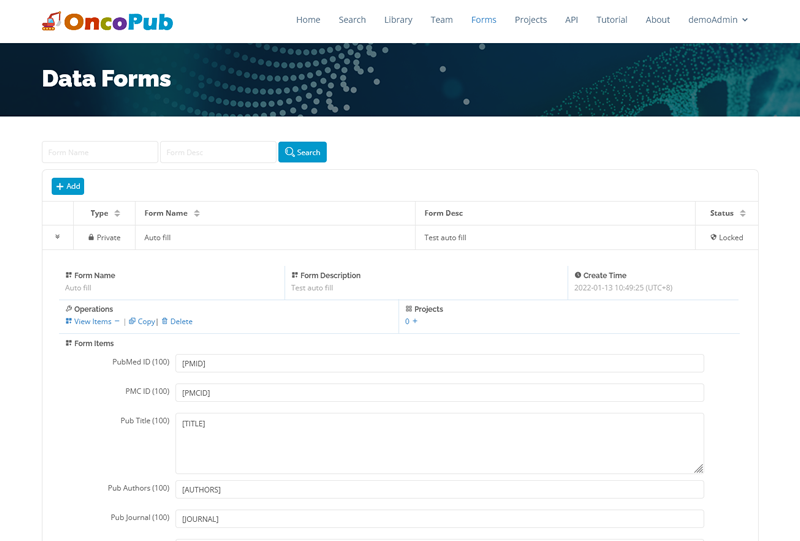 OncoPub Home Search Library Team Forms Projects API Tutorial About demoAdmin
Data Forms
Form Name Form Desc Search
Add
Type Form Name Form Desc Status
Private Auto fill Test auto fill Locked
Form Name Form Description Create Time
Auto fill Test auto fill 2022-01-13 10:49:25 (UTC+8)
Operations Projects
View Items − | Copy| Delete 0 +
Form Items
PubMed ID (100) [PMID]
PMC ID (100) [PMCID]
Pub Title (100) [TITLE]
Pub Authors (100) [AUTHORS]
Pub Journal (100) [JOURNAL]